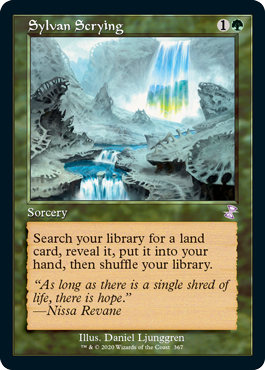 Sylvan Scrying 1
Sorcery
Search your library for a land
card, reveal it, put it into your
hand, then shuffle your library.
“As long as there is a single shred of
life, there is hope.”
—Nissa Revane
Illus. Daniel Ljunggren
™ & © 2020 Wizards of the Coast 367